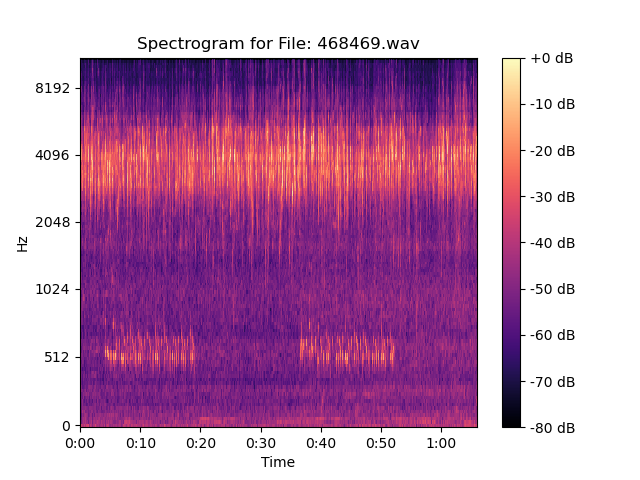 Spectrogram for File: 468469.wav
+0 dB
8192
-10 dB
4096
-20 dB
-30 dB
2048
Hz
-40 dB
1024
-50 dB
512
-60 dB
-70 dB
0
-80 dB
0:00 0:10 0:20 0:30 0:40 0:50 1:00
Time